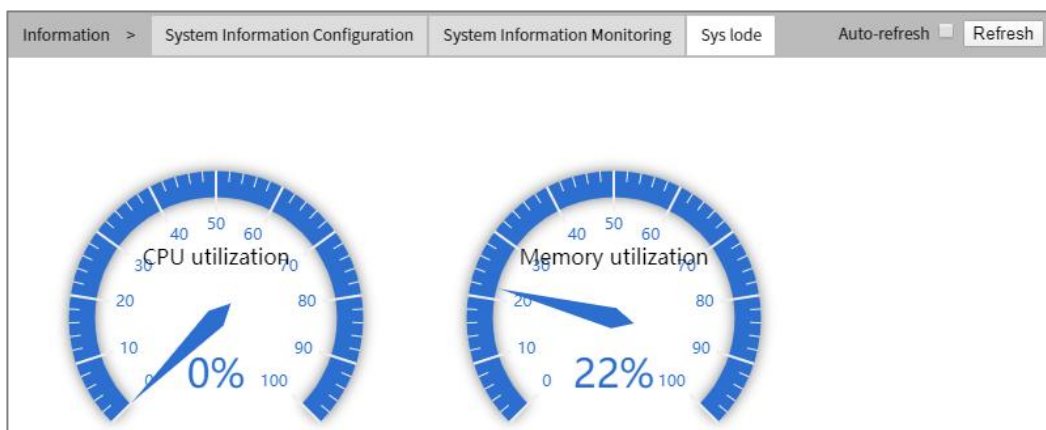 Information > System Information Configuration System Information Monitoring Sys lode Auto-refresh Refresh
50 50
40 60 40 60
CPU utilization Memory utilization
30 70 30 70
20 80 20 80
10 90 10 90
0 0% 100 0 22% 100